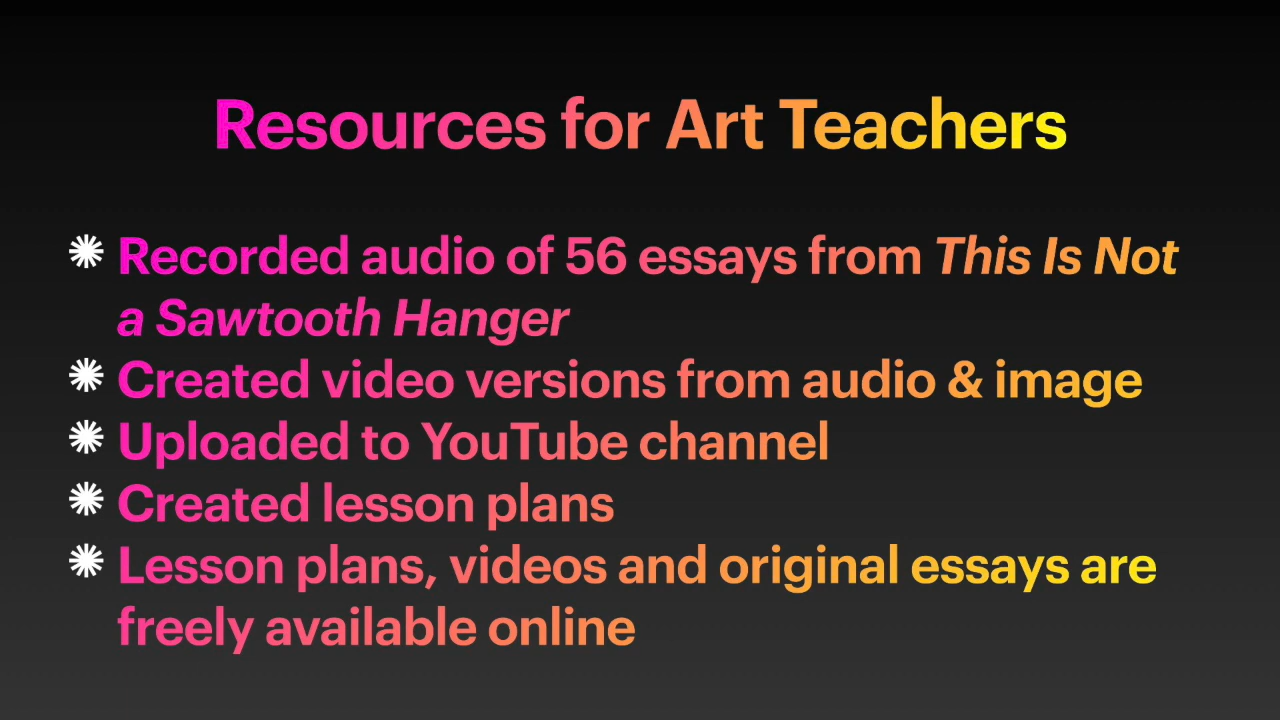 Resources for Art Teachers
Recorded audio of 56 essays from This Is Not
a Sawtooth Hanger
Created video versions from audio & image
Uploaded to YouTube channel
Created lesson plans
Lesson plans, videos and original essays are
freely available online